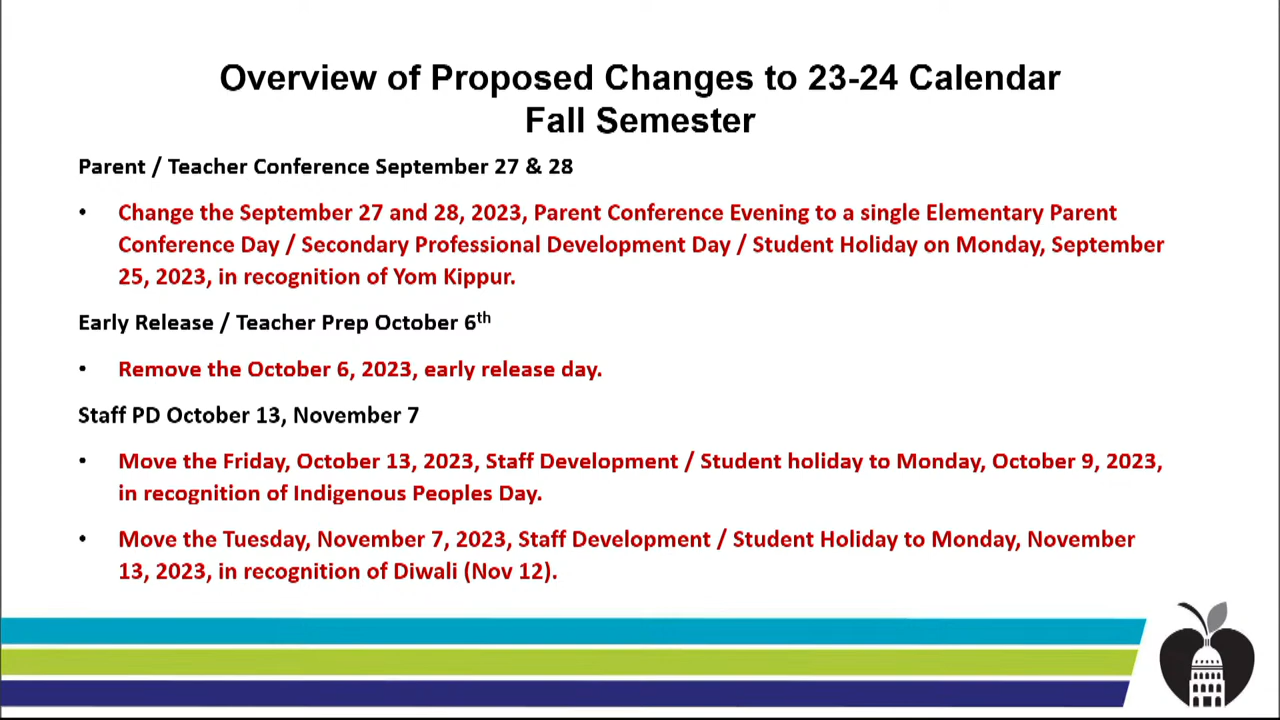 Overview of Proposed Changes to 23-24 Calendar
Fall Semester
Parent / Teacher Conference September 27 & 28
• Change the September 27 and 28, 2023, Parent Conference Evening to a single Elementary Parent
Conference Day / Secondary Professional Development Day / Student Holiday on Monday, September
25, 2023, in recognition of Yom Kippur.
Early Release / Teacher Prep October 6th
• Remove the October 6, 2023, early release day.
Staff PD October 13, November 7
• Move the Friday, October 13, 2023, Staff Development / Student holiday to Monday, October 9, 2023,
in recognition of Indigenous Peoples Day.
• Move the Tuesday, November 7, 2023, Staff Development / Student Holiday to Monday, November
13, 2023, in recognition of Diwali (Nov 12).